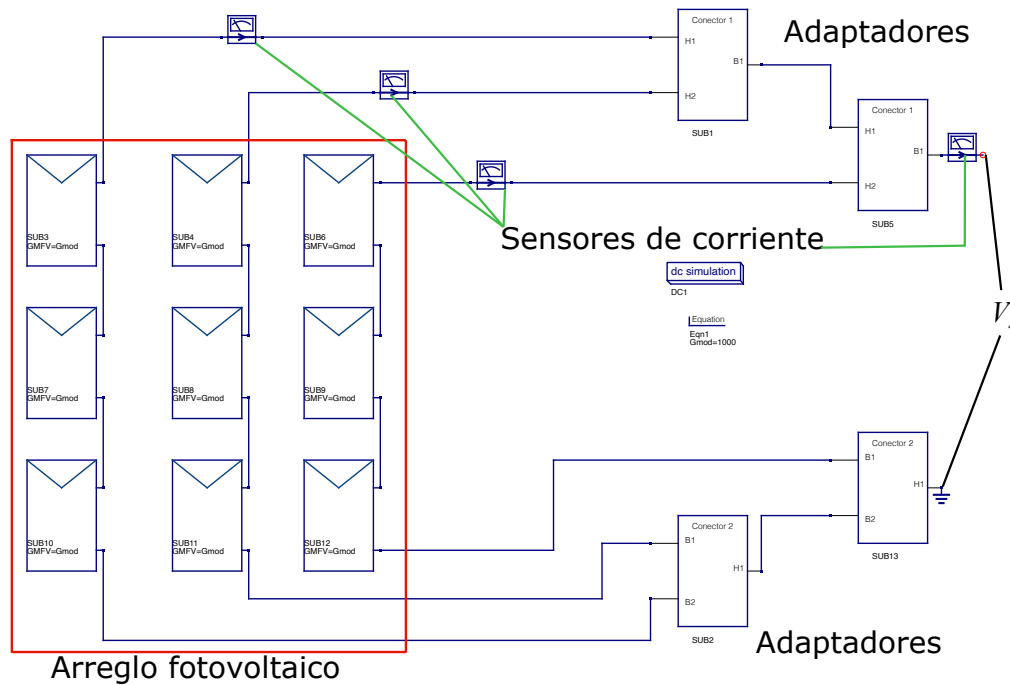 Conector 1
Adaptadores
H1
B1
H2
SUB1
Conector 1
H1
B1
H2
SUB5
SUB3
GMFV=Gmod
SUB4
GMFV=Gmod
SUB6
GMFV=Gmod
Sensores de corriente
dc simulation
DC1
Equation
Eqn1
Gmod=1000
SUB7
GMFV=Gmod
SUB8
GMFV=Gmod
SUB9
GMFV=Gmod
Conector 2
B1
H1
B2
SUB13
SUB10
GMFV=Gmod
SUB11
GMFV=Gmod
SUB12
GMFV=Gmod
Conector 2
B1
H1
B2
SUB2
Adaptadores
Arreglo fotovoltaico